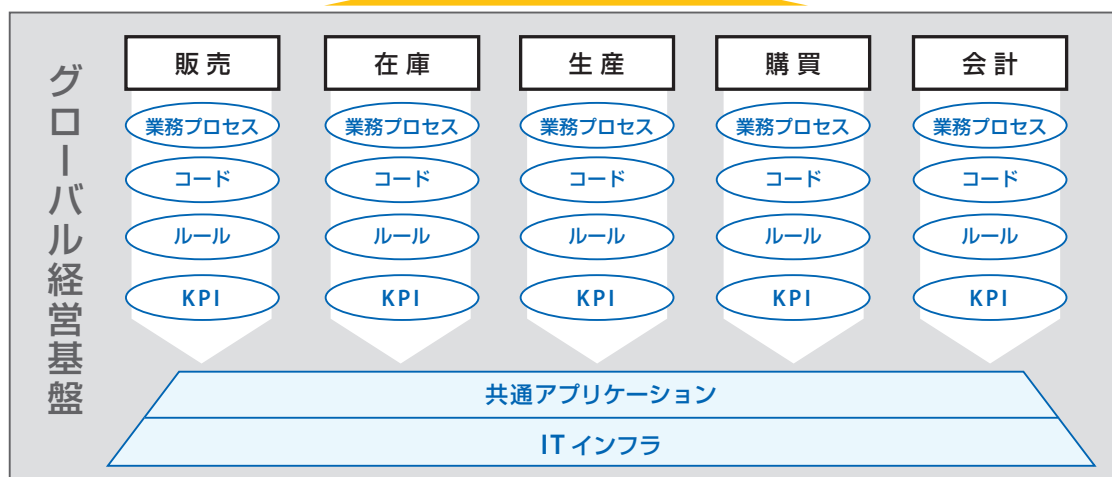 グローバル経営基盤
販売 在庫 生産 購買 会計
業務プロセス 業務プロセス 業務プロセス 業務プロセス 業務プロセス
コード コード コード コード コード
ルール ルール ルール ルール ルール
KPI KPI KPI KPI KPI
共通アプリケーション
ITインフラ